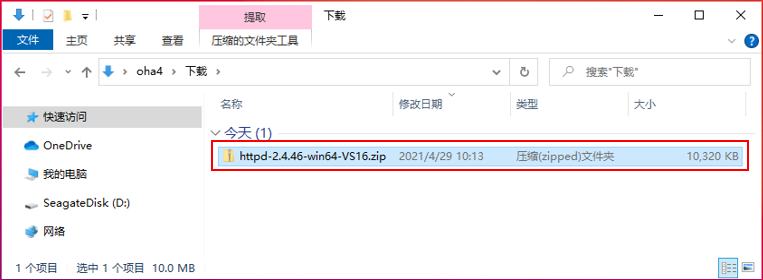 提取 下载
文件 主页 共享 查看 压缩的文件夹工具
oha4 下载 搜索"下载"
名称 修改日期 类型 大小
快速访问
今天 (1)
OneDrive
httpd-2.4.46-win64-VS16.zip 2021/4/29 10:13 压缩(zipped)文件夹 10,320 KB
我的电脑
SeagateDisk (D:)
网络
1 个项目 选中 1 个项目 10.0 MB